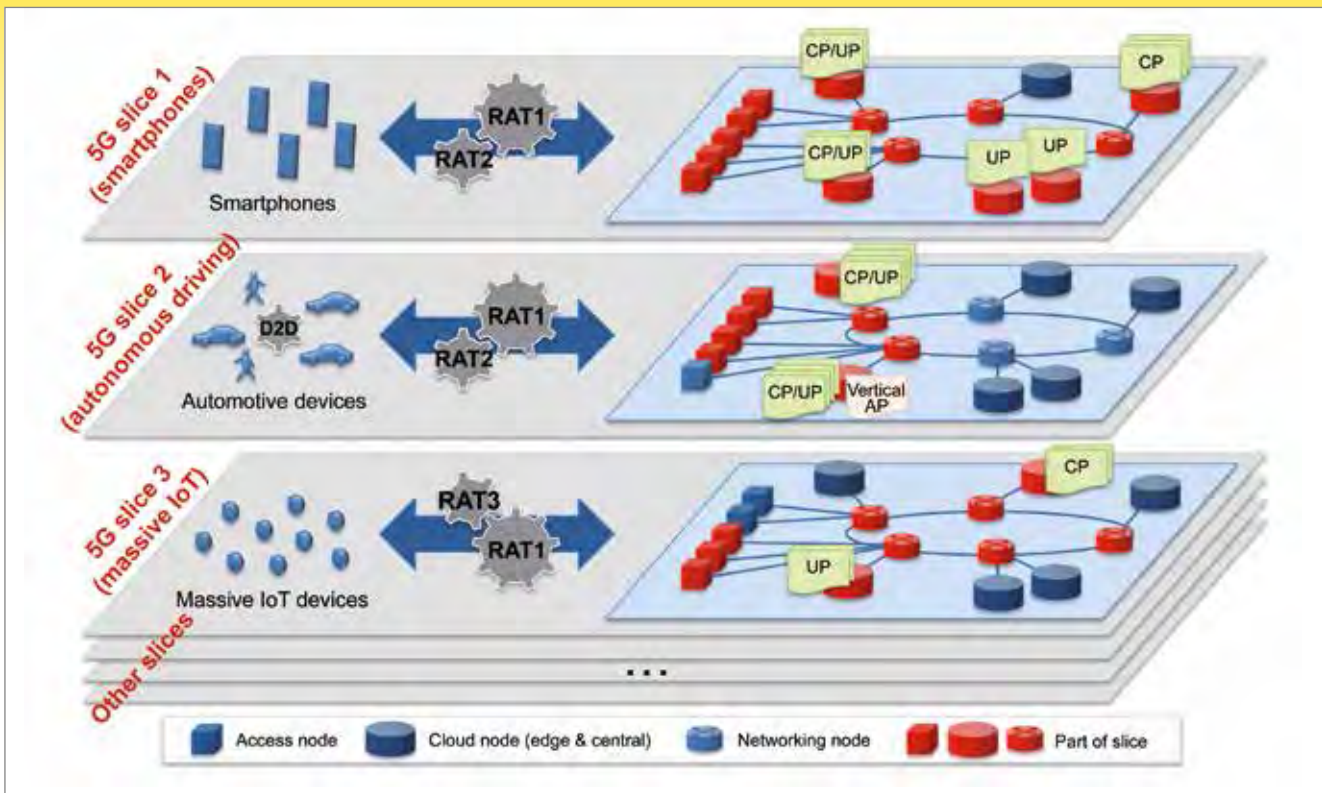 5G slice 1
(smartphones)
Smartphones
RAT1
RAT2
CP/UP
CP
CP/UP
UP
UP
5G slice 2
(autonomous driving)
D2D
Automotive devices
RAT1
RAT2
CP/UP
CP/UP
Vertical
AP
5G slice 3
(massive IoT)
Massive IoT devices
RAT3
RAT1
CP
UP
Other slices
...
Access node
Cloud node (edge & central)
Networking node
Part of slice